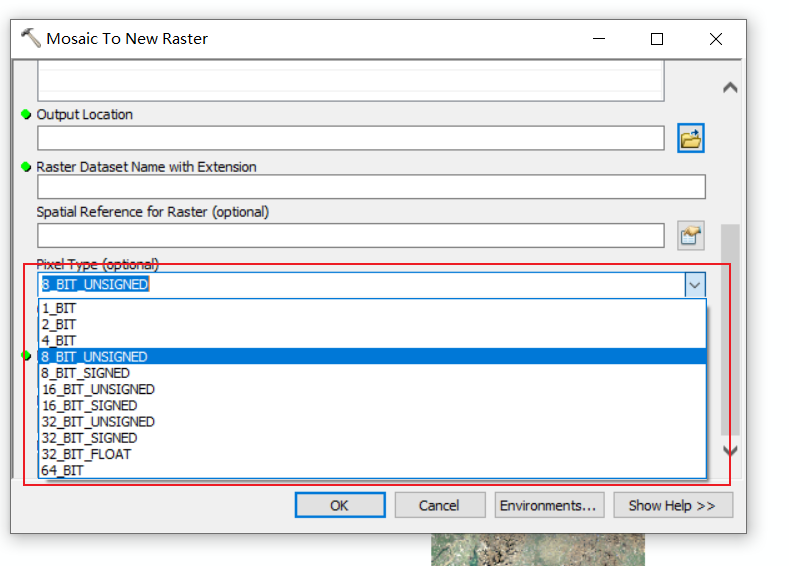 Mosaic To New Raster
Output Location
Raster Dataset Name with Extension
Spatial Reference for Raster (optional)
Pixel Type (optional)
8_BIT_UNSIGNED
1_BIT
2_BIT
4_BIT
8_BIT_UNSIGNED
8_BIT_SIGNED
16_BIT_UNSIGNED
16_BIT_SIGNED
32_BIT_UNSIGNED
32_BIT_SIGNED
32_BIT_FLOAT
64_BIT
OK Cancel Environments... Show Help >>